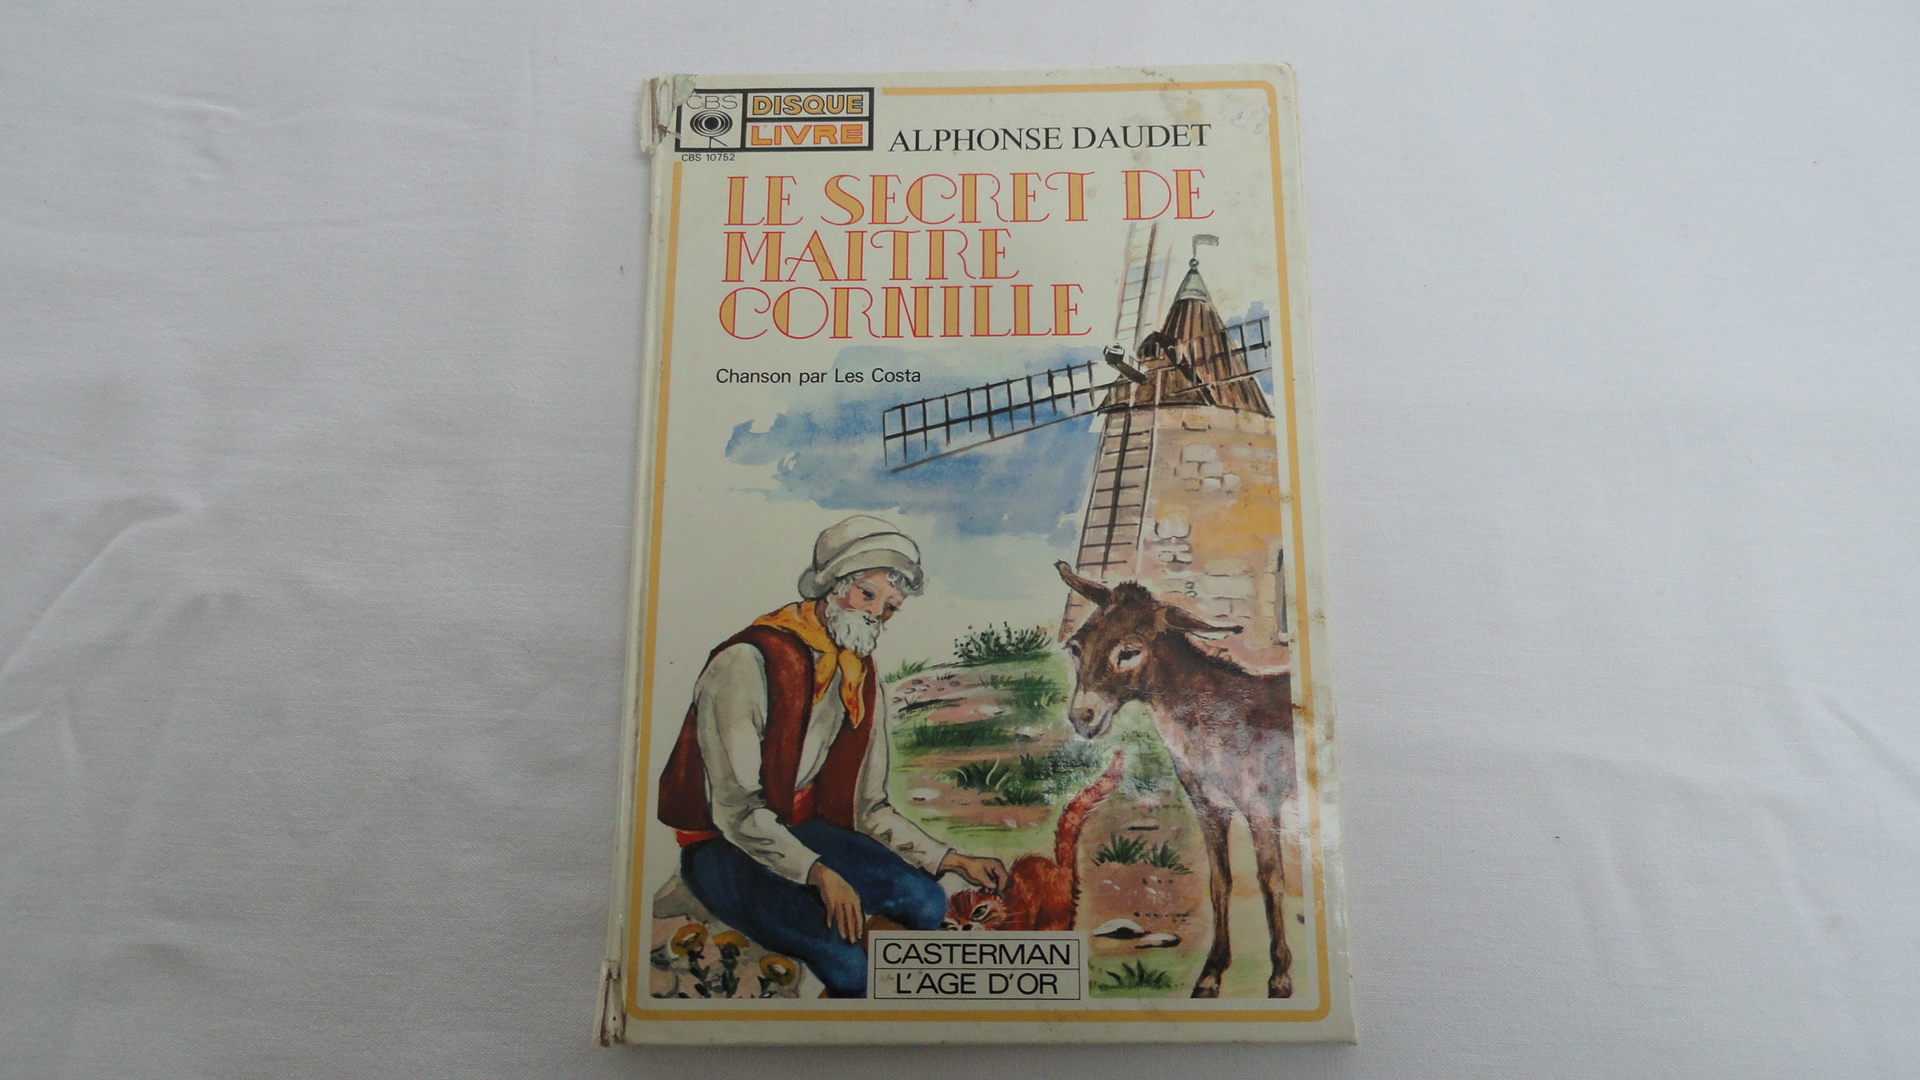 CBS
DISQUE
LIVRE
CBS 10752
ALPHONSE DAUDET
LE SECRET DE
MAITRE
CORNILLE
Chanson par Les Costa
CASTERMAN
L'AGE D'OR